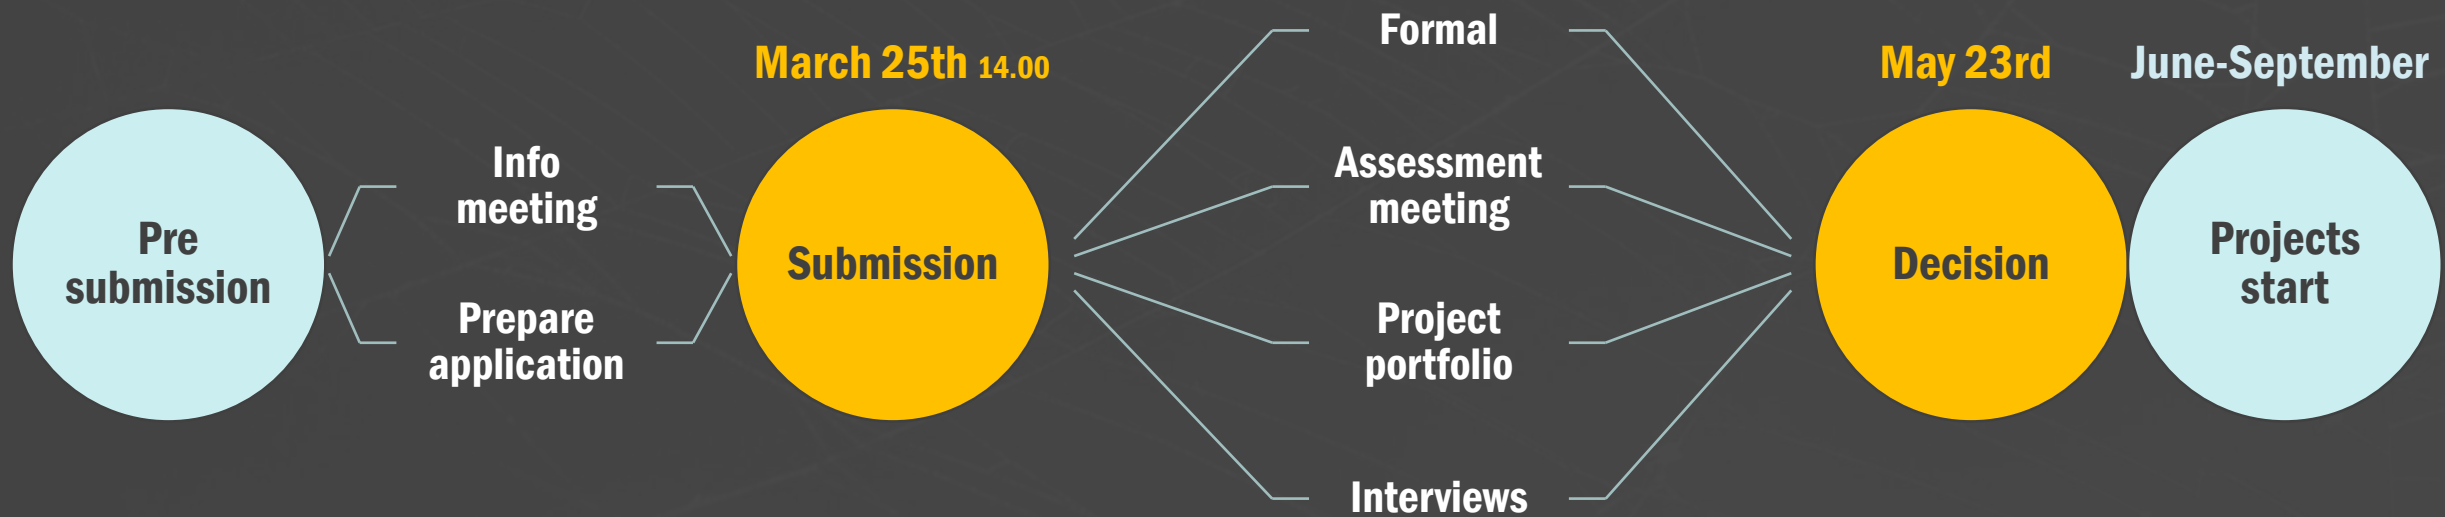 Pre
submission
Info
meeting
Prepare
application
March 25th 14.00
Submission
Formal
Assessment
meeting
Project
portfolio
Interviews
May 23rd
Decision
June-September
Projects
start